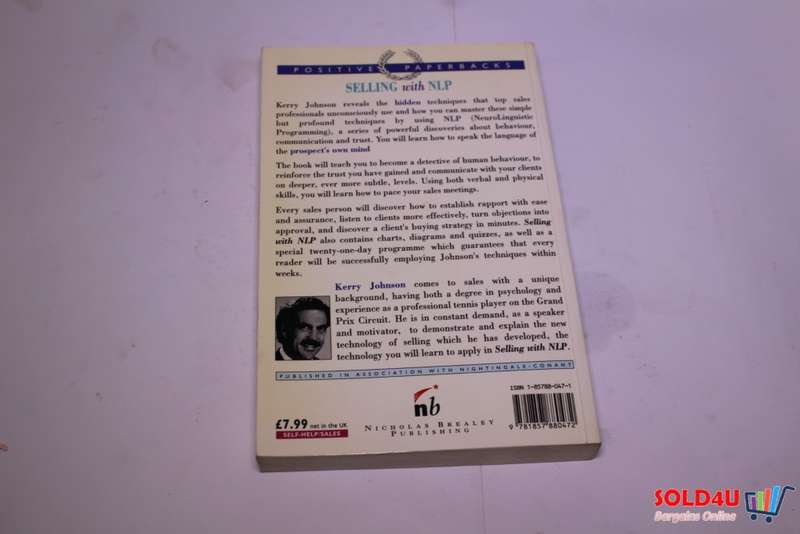 POSITIVE PAPERBACKS
SELLING with NLP
Kerry Johnson reveals the hidden techniques that top sales
professionals unconsciously use and how you can master these simple
but profound techniques by using NLP (NeuroLinguistic
Programming), a series of powerful discoveries about behaviour,
communication and trust. You will learn how to speak the language of
the prospect's own mind
The book will teach you to become a detective of human behaviour, to
reinforce the trust you have gained and communicate with your clients
on deeper, ever more subtle, levels. Using both verbal and physical
skills, you will learn how to pace your sales meetings.
Every sales person will discover how to establish rapport with ease
and assurance, listen to clients more effectively, turn objections into
approval, and discover a client's buying strategy in minutes. Selling
with NLP also contains charts, diagrams and quizzes, as well as a
special twenty-one-day programme which guarantees that every
reader will be successfully employing Johnson's techniques within
weeks.
Kerry Johnson comes to sales with a unique
background, having both a degree in psychology and
experience as a professional tennis player on the Grand
Prix Circuit. He is in constant demand, as a speaker
and motivator, to demonstrate and explain the new
technology of selling which he has developed, the
technology you will learn to apply in Selling with NLP.
PUBLISHED IN ASSOCIATION WITH NIGHTINGALE-CONANT
£7.99 net in the UK
SELF-HELP/SALES
nb
NICHOLAS BREALEY
PUBLISHING
ISBN 1-85788-047-1
9 781857 880472
SOLD4U
Bargains Online